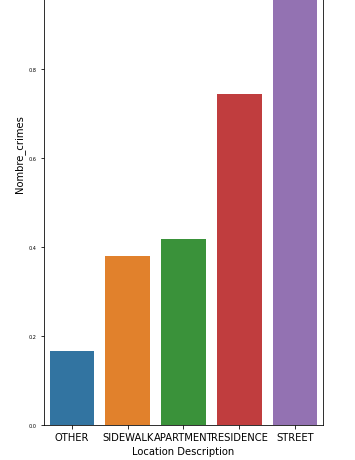 0.8
0.6
0.4
0.2
0.0
Nombre_crimes
OTHER SIDEWALK APARTMENT RESIDENCE STREET
Location Description